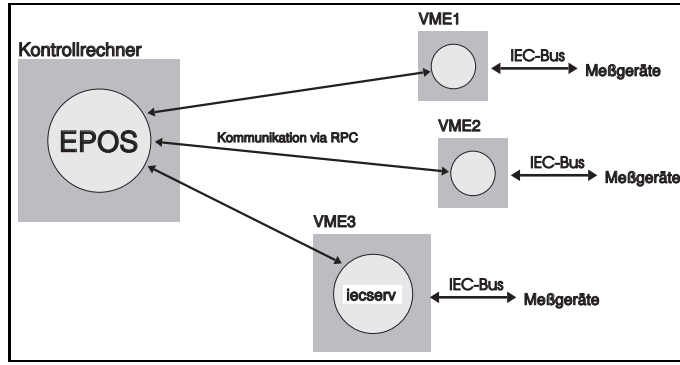 VME1
Kontrollrechner
IEC-Bus
Meßgeräte
EPOS
Kommunikation via RPC
VME2
IEC-Bus
Meßgeräte
VME3
iecserv
IEC-Bus
Meßgeräte